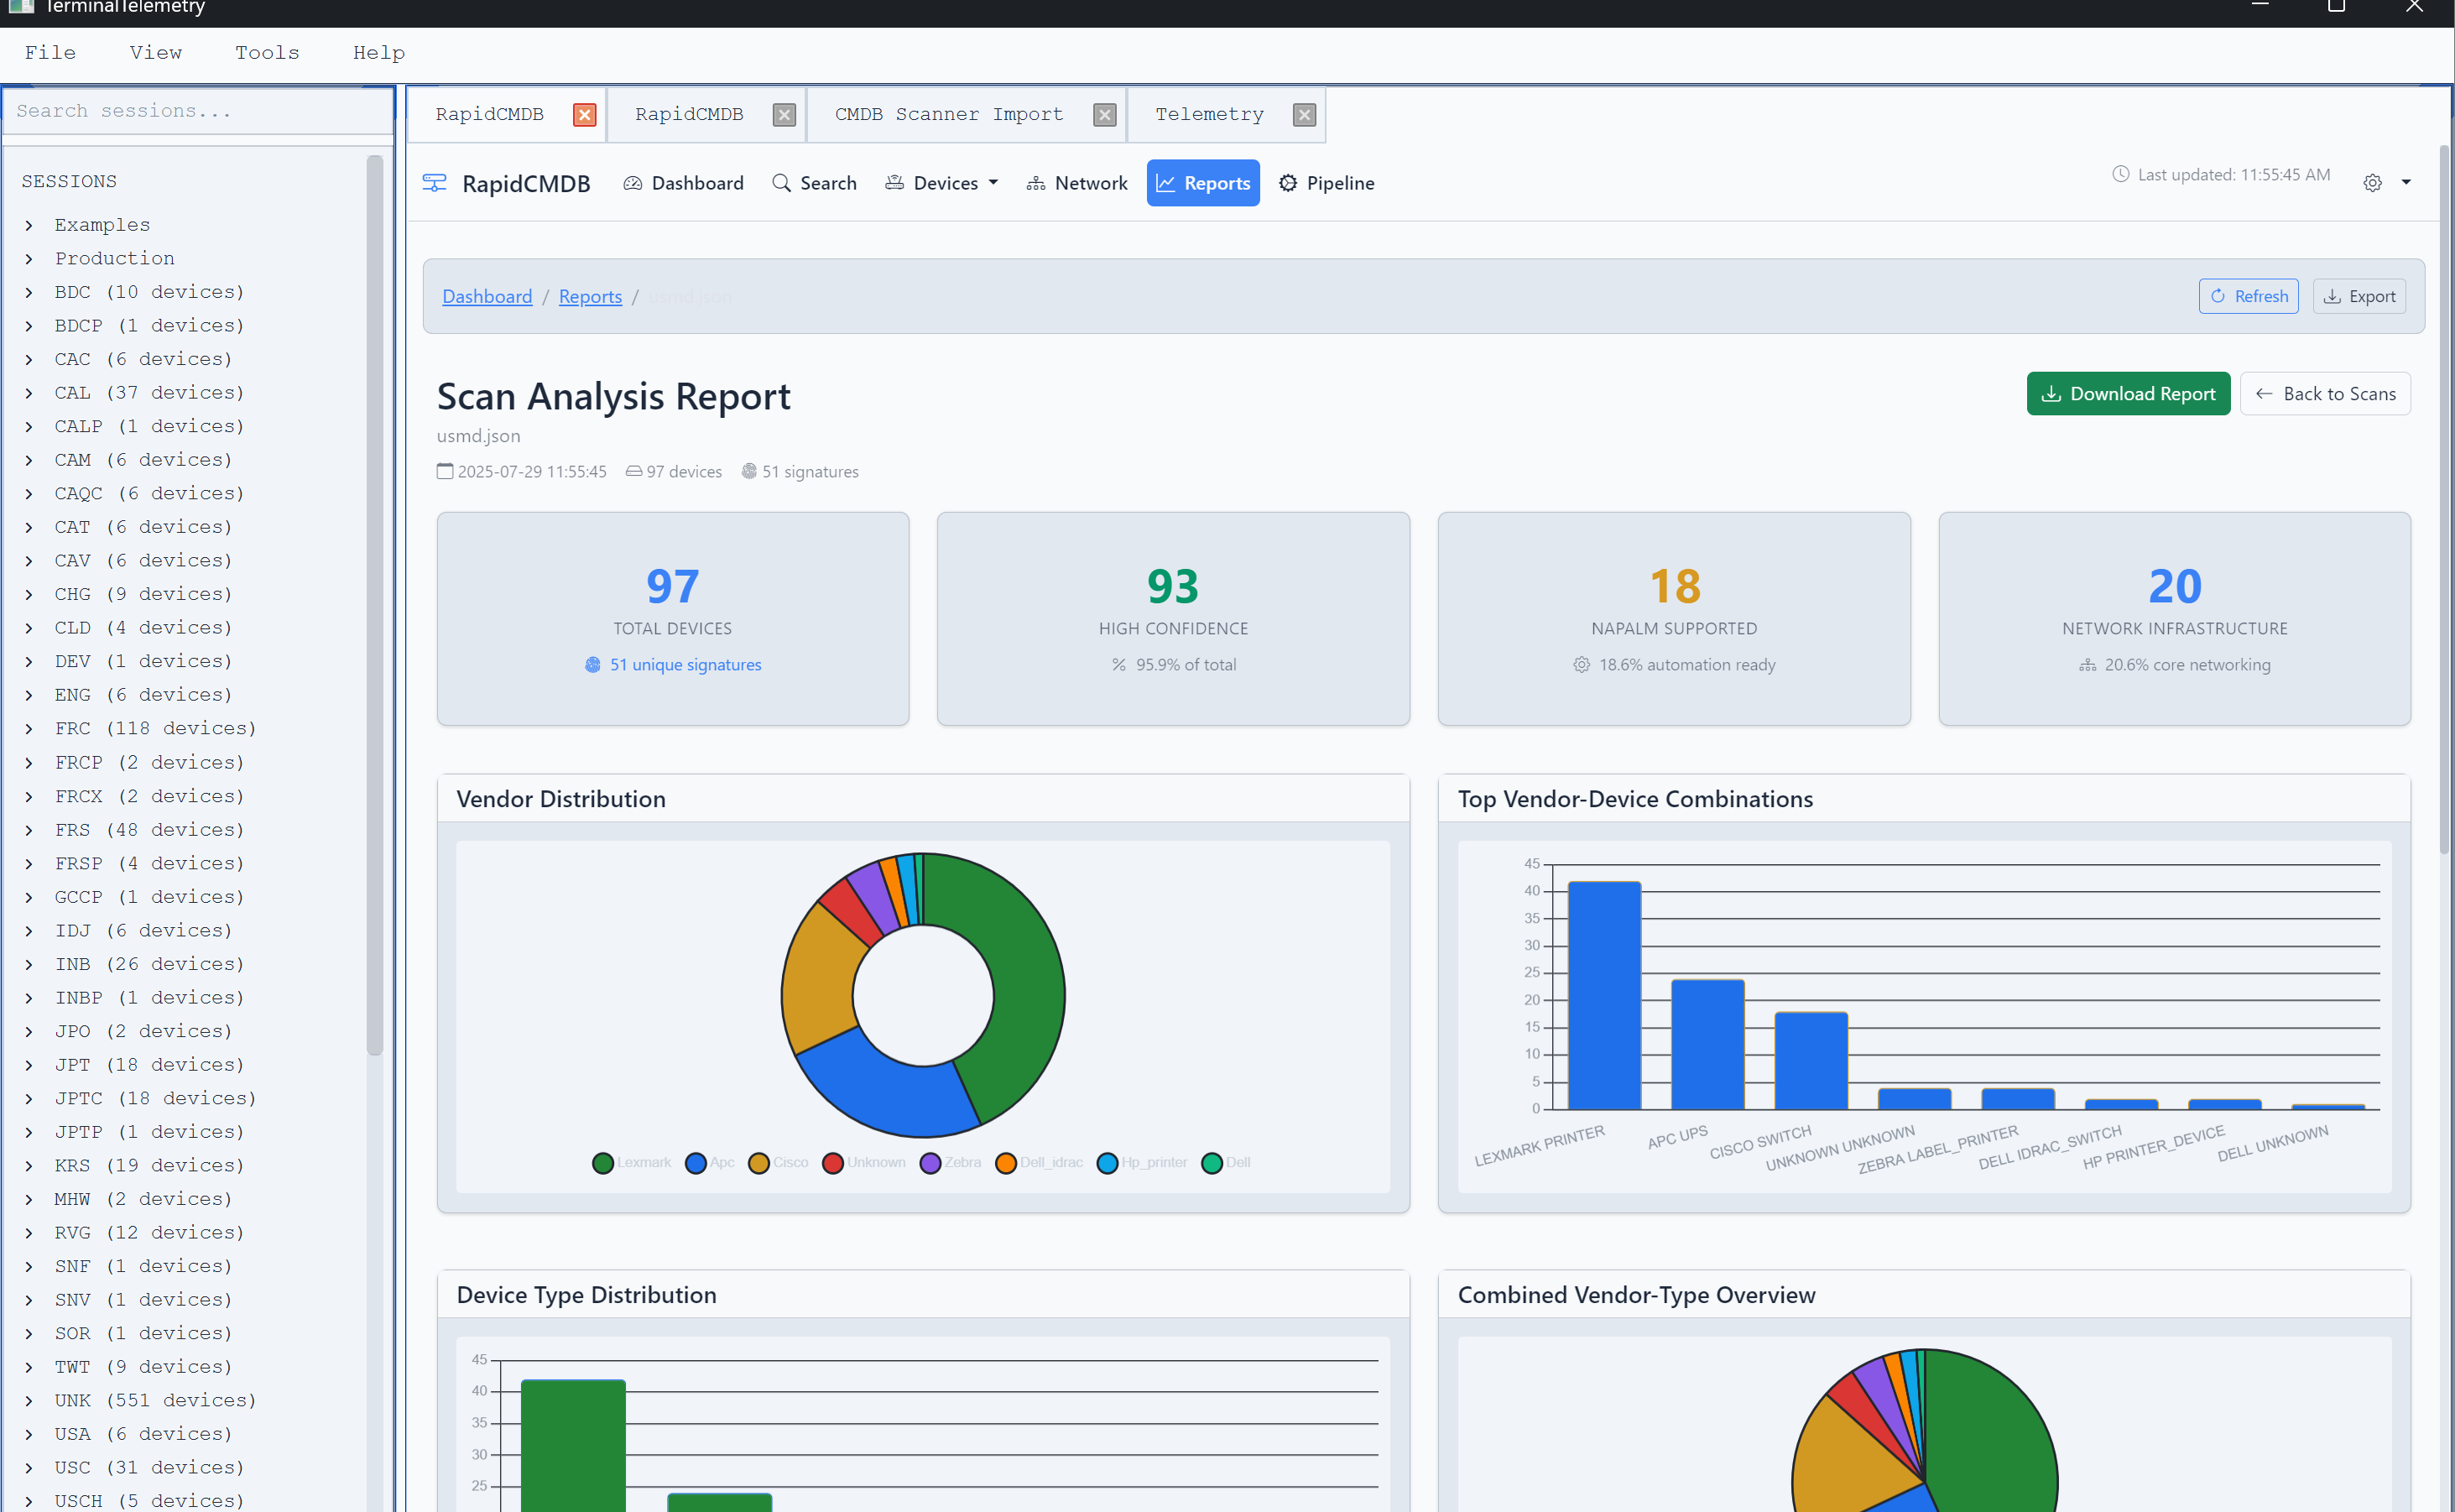 TerminalTelemetry
File View Tools Help
Search sessions...
SESSIONS
Examples
Production
BDC (10 devices)
BDCP (1 devices)
CAC (6 devices)
CAL (37 devices)
CALP (1 devices)
CAM (6 devices)
CAQC (6 devices)
CAT (6 devices)
CAV (6 devices)
CHG (9 devices)
CLD (4 devices)
DEV (1 devices)
ENG (6 devices)
FRC (118 devices)
FRCP (2 devices)
FRCX (2 devices)
FRS (48 devices)
FRSP (4 devices)
GCCP (1 devices)
IDJ (6 devices)
INB (26 devices)
INBP (1 devices)
JPO (2 devices)
JPT (18 devices)
JPTC (18 devices)
JPTP (1 devices)
KRS (19 devices)
MHW (2 devices)
RVG (12 devices)
SNF (1 devices)
SNV (1 devices)
SOR (1 devices)
TWT (9 devices)
UNK (551 devices)
USA (6 devices)
USC (31 devices)
USCH (5 devices)
RapidCMDB RapidCMDB CMDB Scanner Import Telemetry
RapidCMDB Dashboard Search Devices Network Reports Pipeline Last updated: 11:55:45 AM
Dashboard / Reports / usmd.json Refresh Export
Scan Analysis Report Download Report Back to Scans
usmd.json
2025-07-29 11:55:45 97 devices 51 signatures
97
TOTAL DEVICES
51 unique signatures
93
HIGH CONFIDENCE
95.9% of total
18
NAPALM SUPPORTED
18.6% automation ready
20
NETWORK INFRASTRUCTURE
20.6% core networking
Vendor Distribution
Lexmark Apc Cisco Unknown Zebra Dell_idrac Hp_printer Dell
Top Vendor-Device Combinations
45
40
35
30
25
20
15
10
5
0
LEXMARK PRINTER
APC UPS
CISCO SWITCH
UNKNOWN UNKNOWN
ZEBRA LABEL_PRINTER
DELL IDRAC_SWITCH
HP PRINTER_DEVICE
DELL UNKNOWN
Device Type Distribution
45
40
35
30
25
Combined Vendor-Type Overview